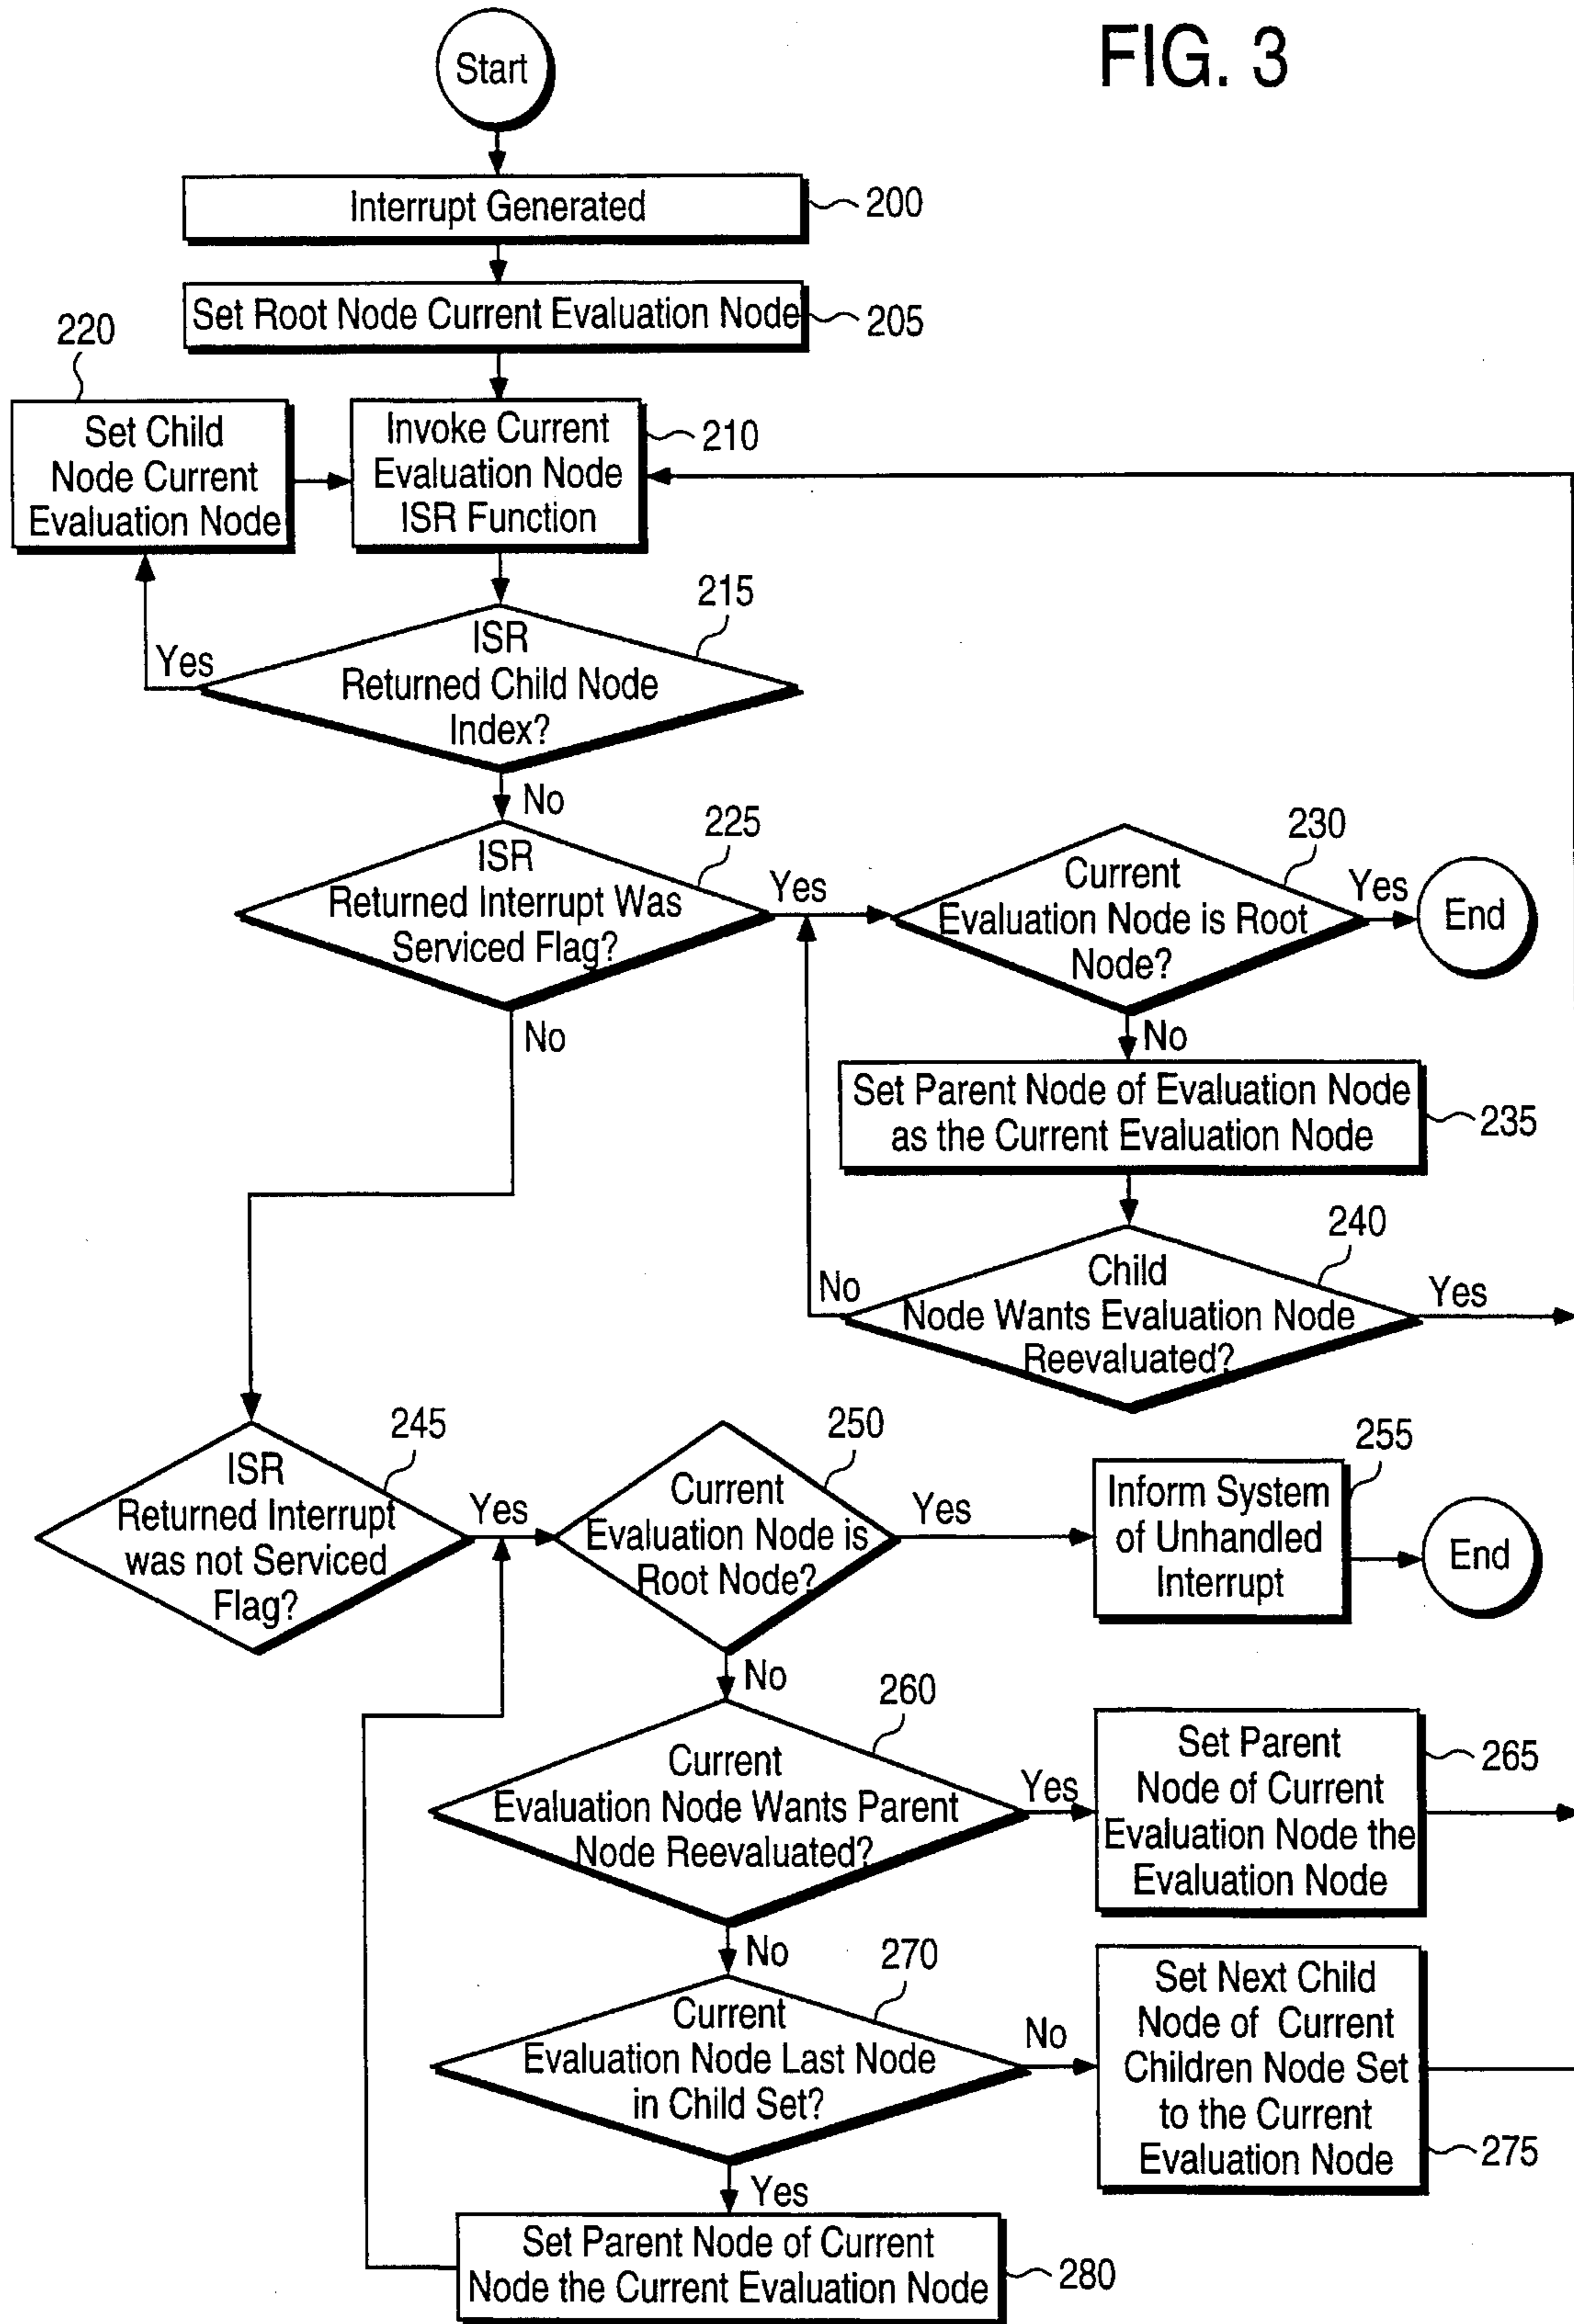 FIG. 3
Start
Interrupt Generated
200
Set Root Node Current Evaluation Node
205
220
Set Child
Node Current
Evaluation Node
Invoke Current
Evaluation Node
ISR Function
210
215
ISR
Returned Child Node
Index?
Yes
No
225
ISR
Returned Interrupt Was
Serviced Flag?
Yes
No
230
Current
Evaluation Node is Root
Node?
Yes
End
No
Set Parent Node of Evaluation Node
as the Current Evaluation Node
235
240
Child
Node Wants Evaluation Node
Reevaluated?
No
Yes
245
ISR
Returned Interrupt
was not Serviced
Flag?
Yes
250
Current
Evaluation Node is
Root Node?
Yes
255
Inform System
of Unhandled
Interrupt
End
No
260
Current
Evaluation Node Wants Parent
Node Reevaluated?
Yes
Set Parent
Node of Current
Evaluation Node the
Evaluation Node
265
No
270
Current
Evaluation Node Last Node
in Child Set?
No
Set Next Child
Node of Current
Children Node Set
to the Current
Evaluation Node
275
Yes
Set Parent Node of Current
Node the Current Evaluation Node
280